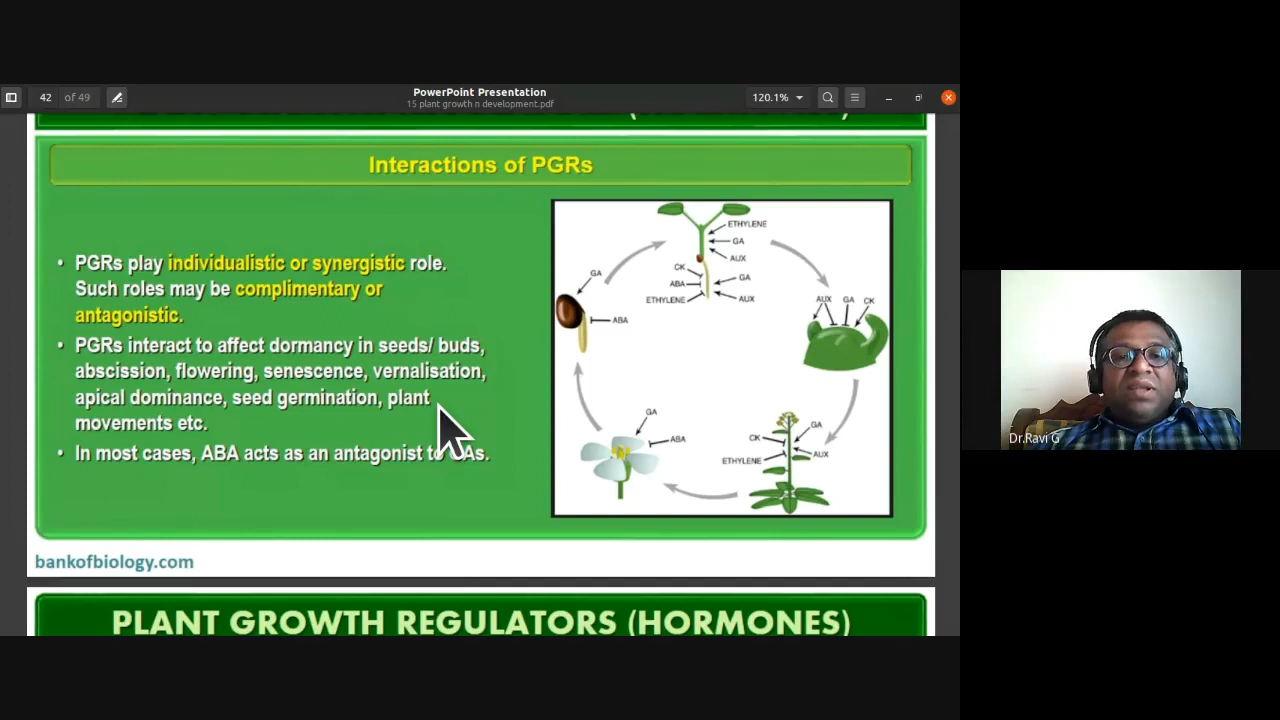 42 of 49
PowerPoint Presentation
15 plant growth n development.pdf
120.1%
Interactions of PGRs
• PGRs play individualistic or synergistic role.
Such roles may be complimentary or
antagonistic.
• PGRs interact to affect dormancy in seeds/ buds,
abscission, flowering, senescence, vernalisation,
apical dominance, seed germination, plant
movements etc.
• In most cases, ABA acts as an antagonist to GAs.
ETHYLENE
GA
AUX
CK
ABA
ETHYLENE
GA
AUX
GA
ABA
AUX GA CK
GA
CK
ETHYLENE
AUX
GA
ABA
bankofbiology.com
PLANT GROWTH REGULATORS (HORMONES)
Dr.Ravi G